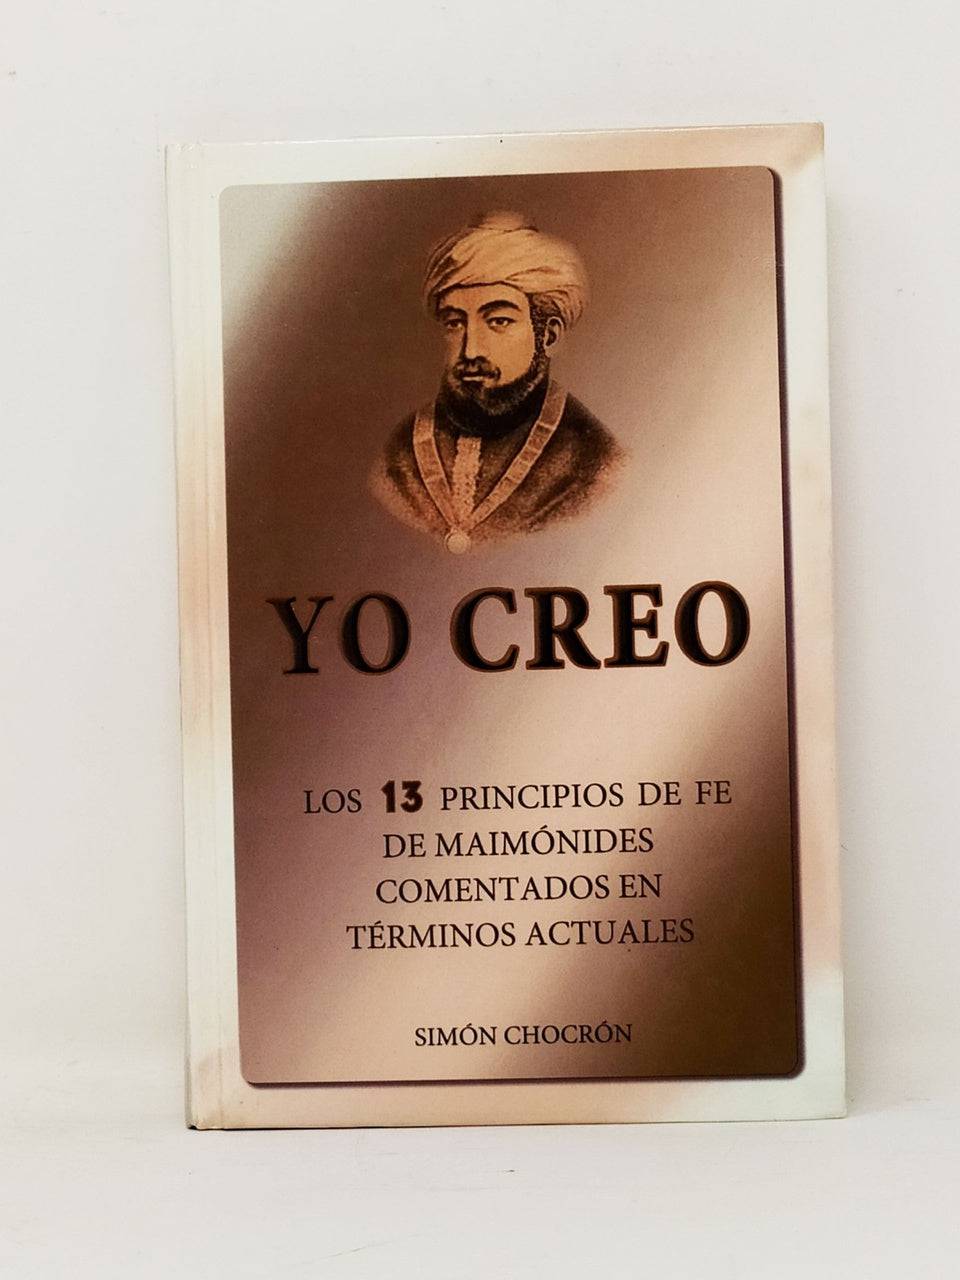 YO CREO
LOS 13 PRINCIPIOS DE FE
DE MAIMÓNIDES
COMENTADOS EN
TÉRMINOS ACTUALES
SIMÓN CHOCRÓN